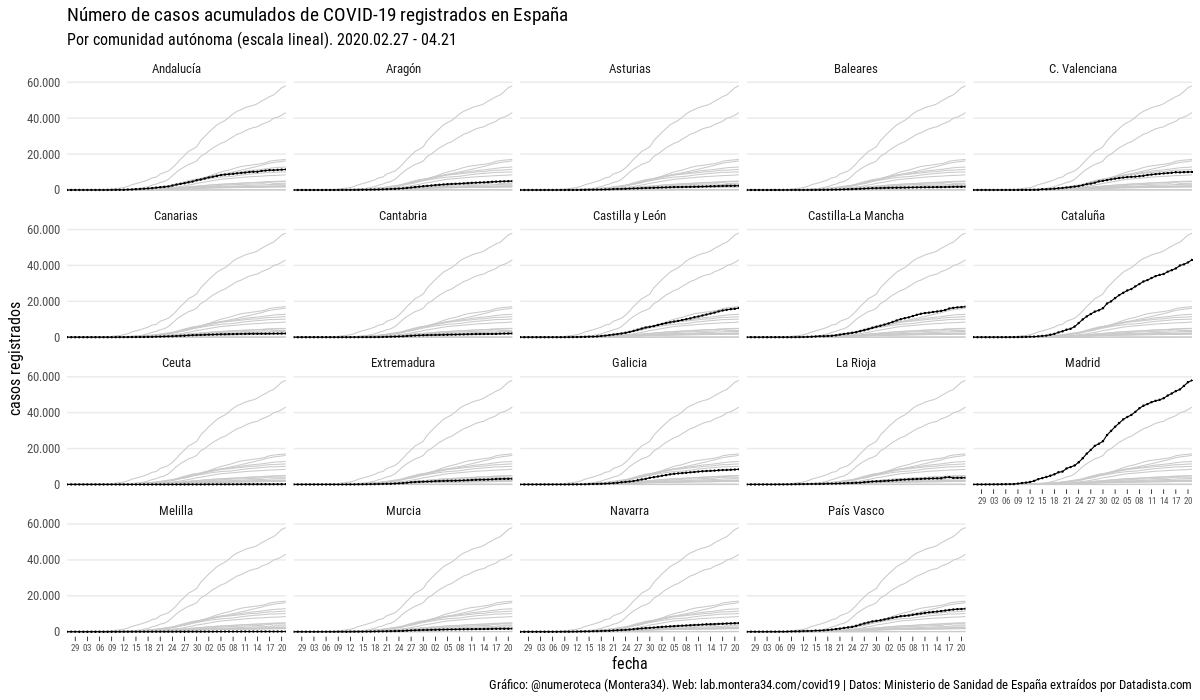 Número de casos acumulados de COVID-19 registrados en España
Por comunidad autónoma (escala lineal). 2020.02.27 - 04.21
Andalucía Aragón Asturias Baleares C. Valenciana
60.000
40.000
20.000
0
Canarias Cantabria Castilla y León Castilla-La Mancha Cataluña
60.000
40.000
20.000
0
casos registrados
Ceuta Extremadura Galicia La Rioja Madrid
60.000
40.000
20.000
0
29 03 06 09 12 15 18 21 24 27 30 02 05 08 11 14 17 20
Melilla Murcia Navarra País Vasco
60.000
40.000
20.000
0
29 03 06 09 12 15 18 21 24 27 30 02 05 08 11 14 17 20 29 03 06 09 12 15 18 21 24 27 30 02 05 08 11 14 17 20 29 03 06 09 12 15 18 21 24 27 30 02 05 08 11 14 17 20 29 03 06 09 12 15 18 21 24 27 30 02 05 08 11 14 17 20
fecha
Gráfico: @numeroteca (Montera34). Web: lab.montera34.com/covid19 | Datos: Ministerio de Sanidad de España extraídos por Datadista.com